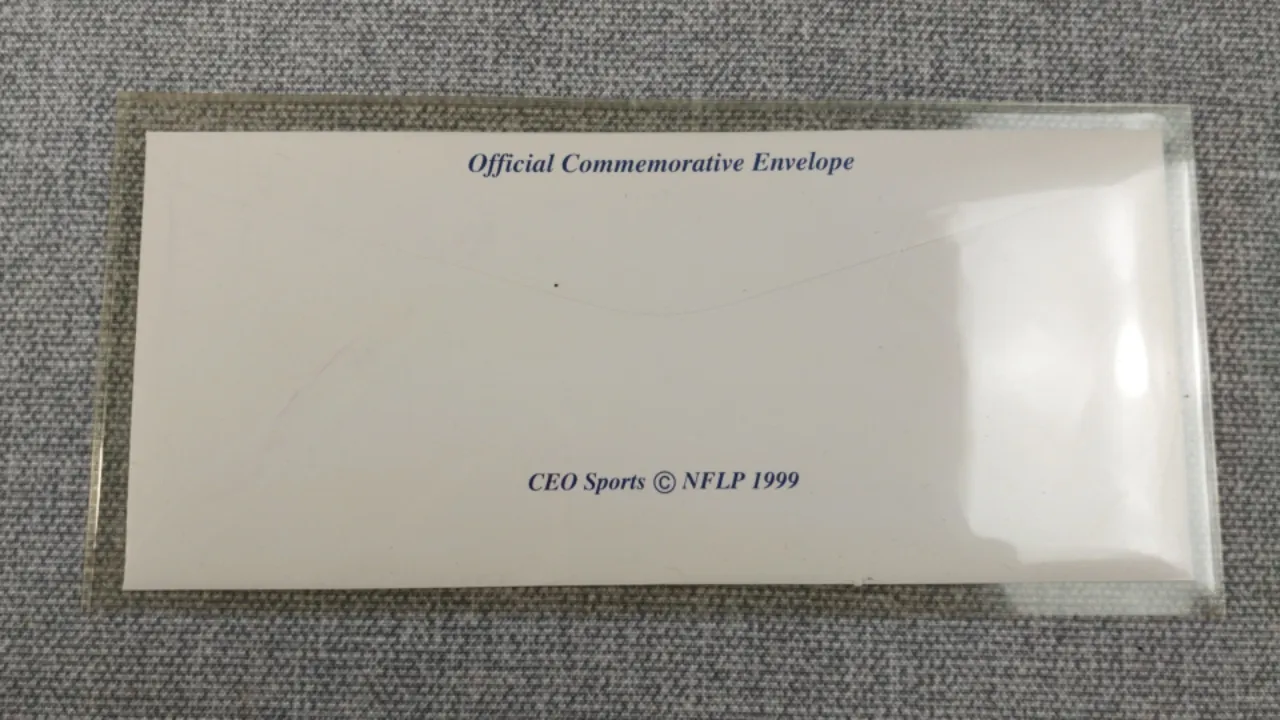 Official Commemorative Envelope
CEO Sports © NFLP 1999